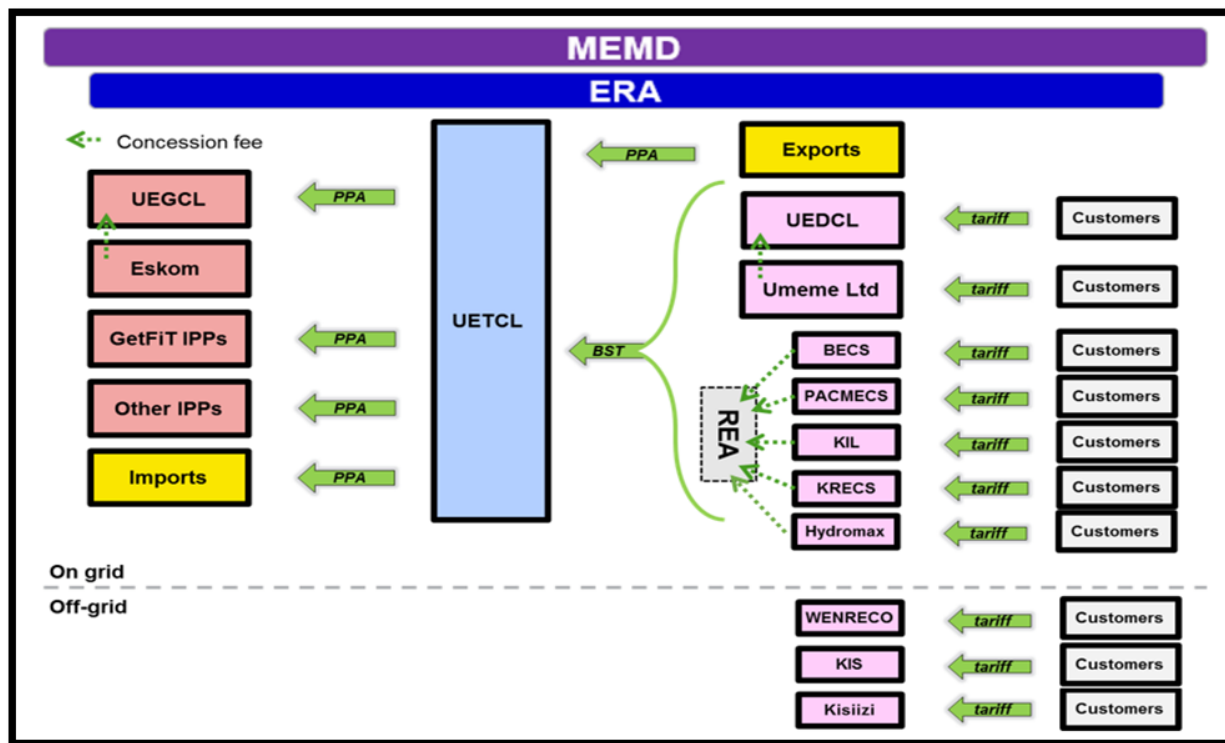 MEMD
ERA
Concession fee
UEGCL
Eskom
GetFiT IPPs
Other IPPs
Imports
PPA
PPA
PPA
PPA
UETCL
PPA
BST
Exports
UEDCL
Umeme Ltd
REA
BECS
PACMECS
KIL
KRECS
Hydromax
tariff
tariff
tariff
tariff
tariff
tariff
tariff
Customers
Customers
Customers
Customers
Customers
Customers
Customers
On grid
Off-grid
WENRECO
tariff
Customers
KIS
tariff
Customers
Kisiizi
tariff
Customers